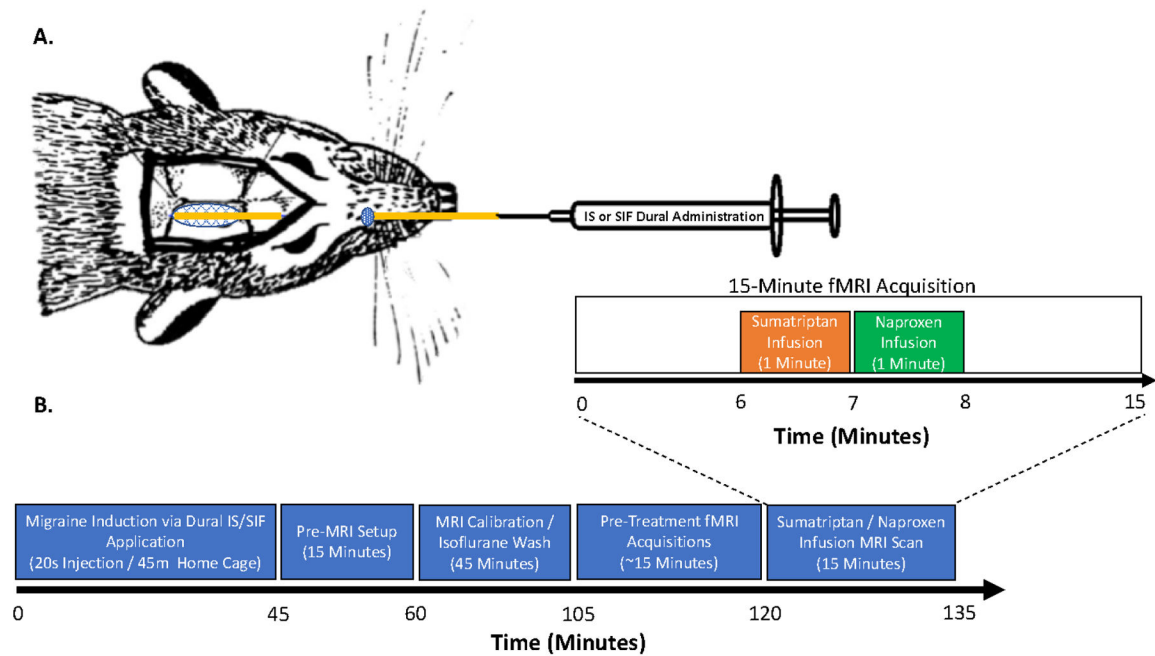 A.
IS or SIF Dural Administration
15-Minute fMRI Acquisition
Sumatriptan
Infusion
(1 Minute)
Naproxen
Infusion
(1 Minute)
0
6
7
8
15
Time (Minutes)
B.
Migraine Induction via Dural IS/SIF
Application
(20s Injection / 45m Home Cage)
Pre-MRI Setup
(15 Minutes)
MRI Calibration /
Isoflurane Wash
(45 Minutes)
Pre-Treatment fMRI
Acquisitions
(~15 Minutes)
Sumatriptan / Naproxen
Infusion MRI Scan
(15 Minutes)
0
45
60
105
120
135
Time (Minutes)